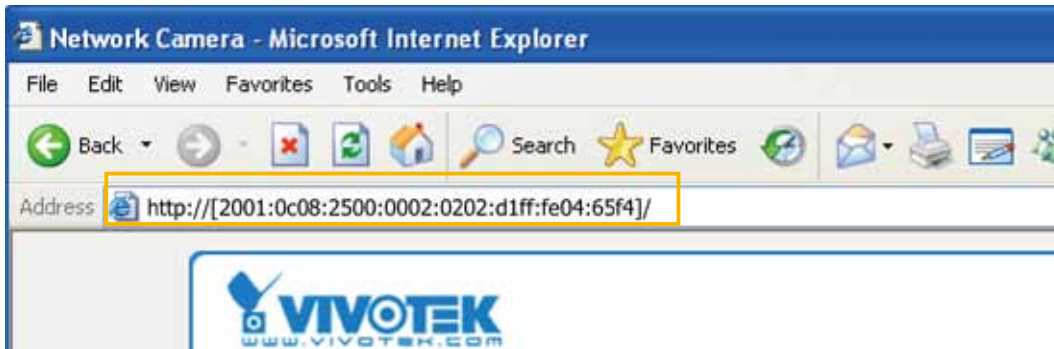 Network Camera - Microsoft Internet Explorer
File Edit View Favorites Tools Help
Back Search Favorites
Address http://[2001:0c08:2500:0002:0202:d1ff:fe04:65f4]/
VIVOTEK
www.vivotek.com